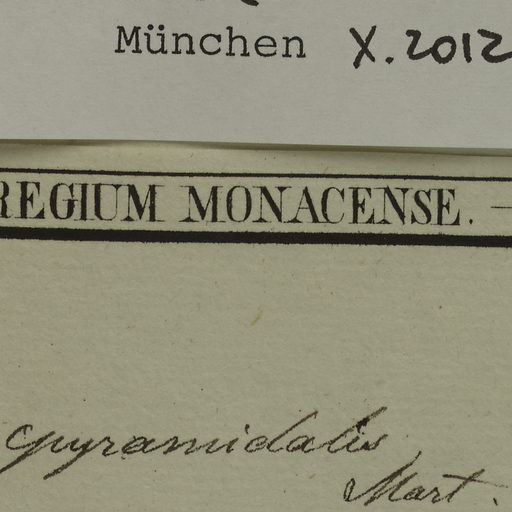 München X.2012
REGIUM MONACENSE. —
pyramidalis
Mart.